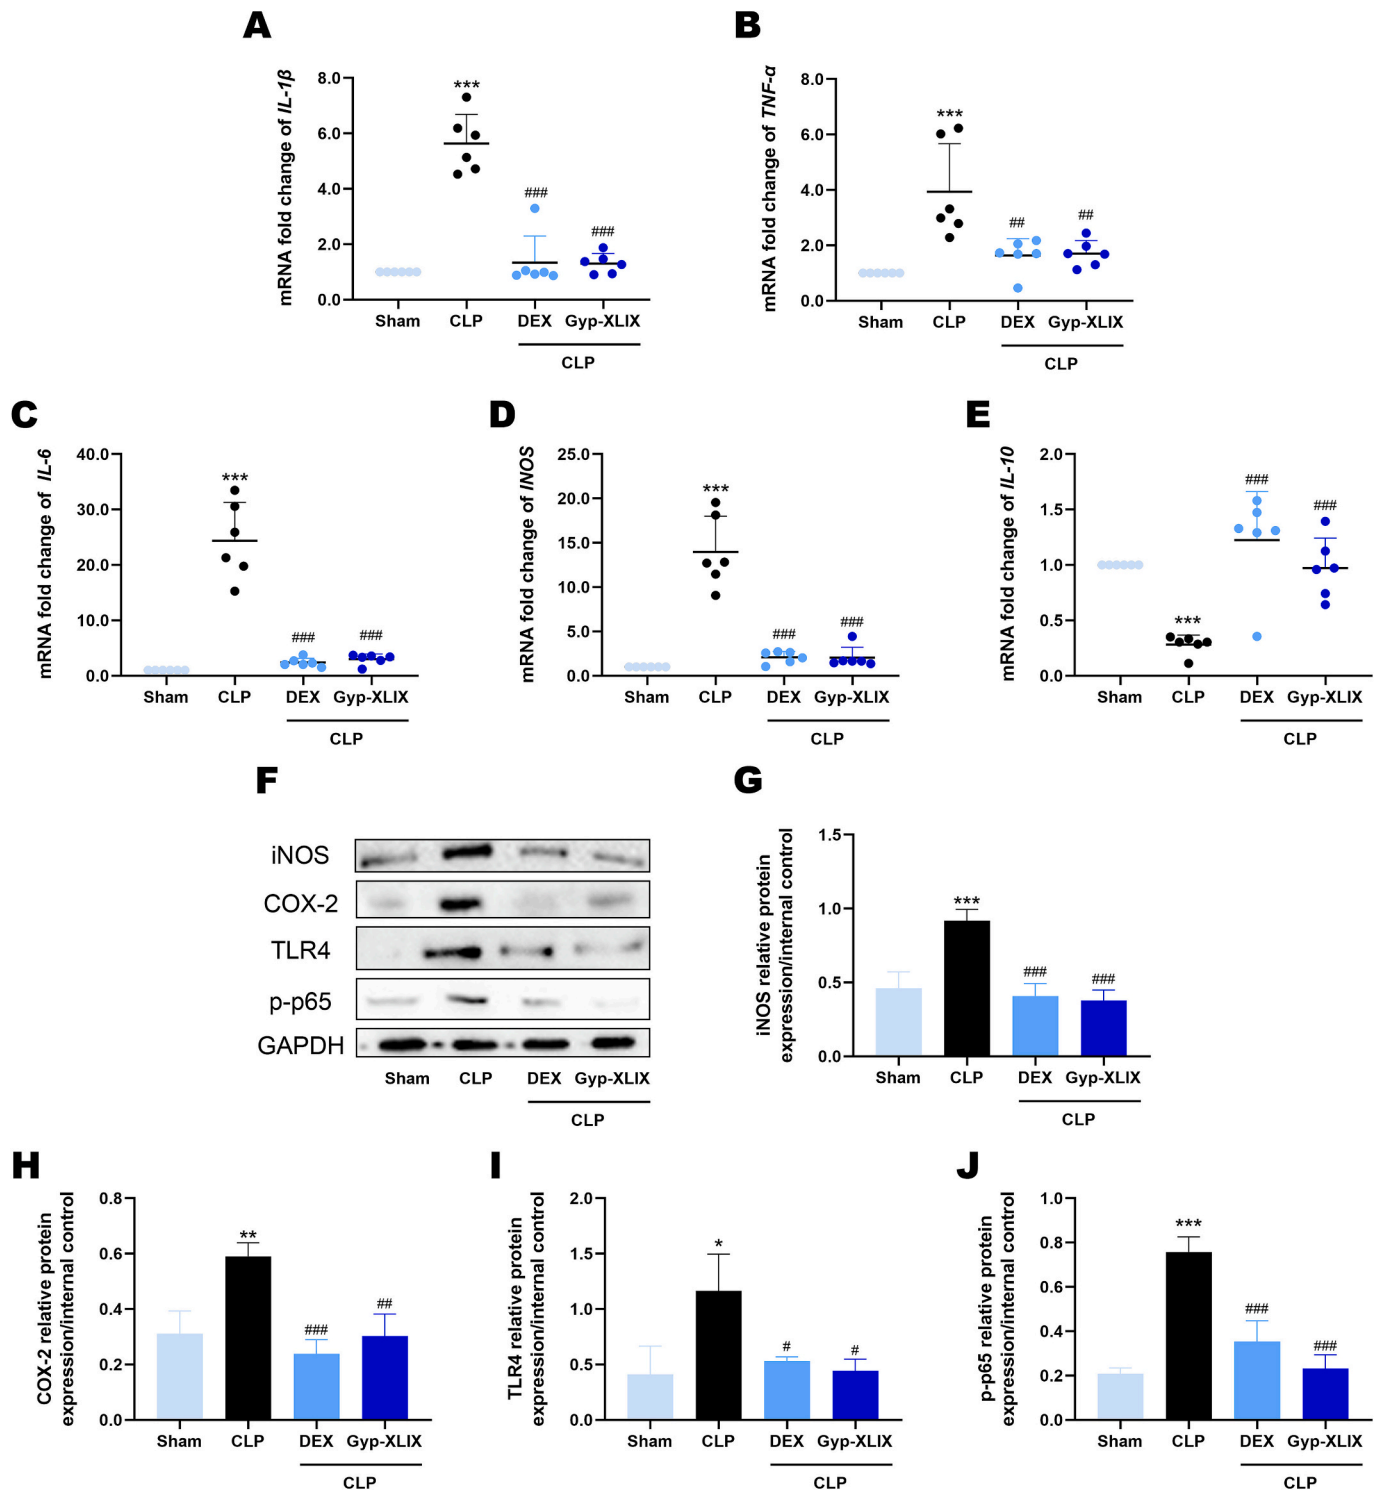 A
mRNA fold change of IL-1β
8.0
6.0
4.0
2.0
0.0
***
###
###
Sham CLP DEX Gyp-XLIX
CLP
B
mRNA fold change of TNF-α
8.0
6.0
4.0
2.0
0.0
***
##
##
Sham CLP DEX Gyp-XLIX
CLP
C
mRNA fold change of IL-6
40.0
30.0
20.0
10.0
0.0
***
###
###
Sham CLP DEX Gyp-XLIX
CLP
D
mRNA fold change of INOS
25.0
20.0
15.0
10.0
5.0
0.0
***
###
###
Sham CLP DEX Gyp-XLIX
CLP
E
mRNA fold change of IL-10
2.0
1.5
1.0
0.5
0.0
***
###
###
Sham CLP DEX Gyp-XLIX
CLP
F
iNOS
COX-2
TLR4
p-p65
GAPDH
Sham CLP DEX Gyp-XLIX
CLP
G
iNOS relative protein
expression/internal control
1.5
1.0
0.5
0.0
***
###
###
Sham CLP DEX Gyp-XLIX
CLP
H
COX-2 relative protein
expression/internal control
0.8
0.6
0.4
0.2
0.0
**
###
##
Sham CLP DEX Gyp-XLIX
CLP
I
TLR4 relative protein
expression/internal control
2.0
1.5
1.0
0.5
0.0
*
#
#
Sham CLP DEX Gyp-XLIX
CLP
J
p-p65 relative protein
expression/internal control
1.0
0.8
0.6
0.4
0.2
0.0
***
###
###
Sham CLP DEX Gyp-XLIX
CLP